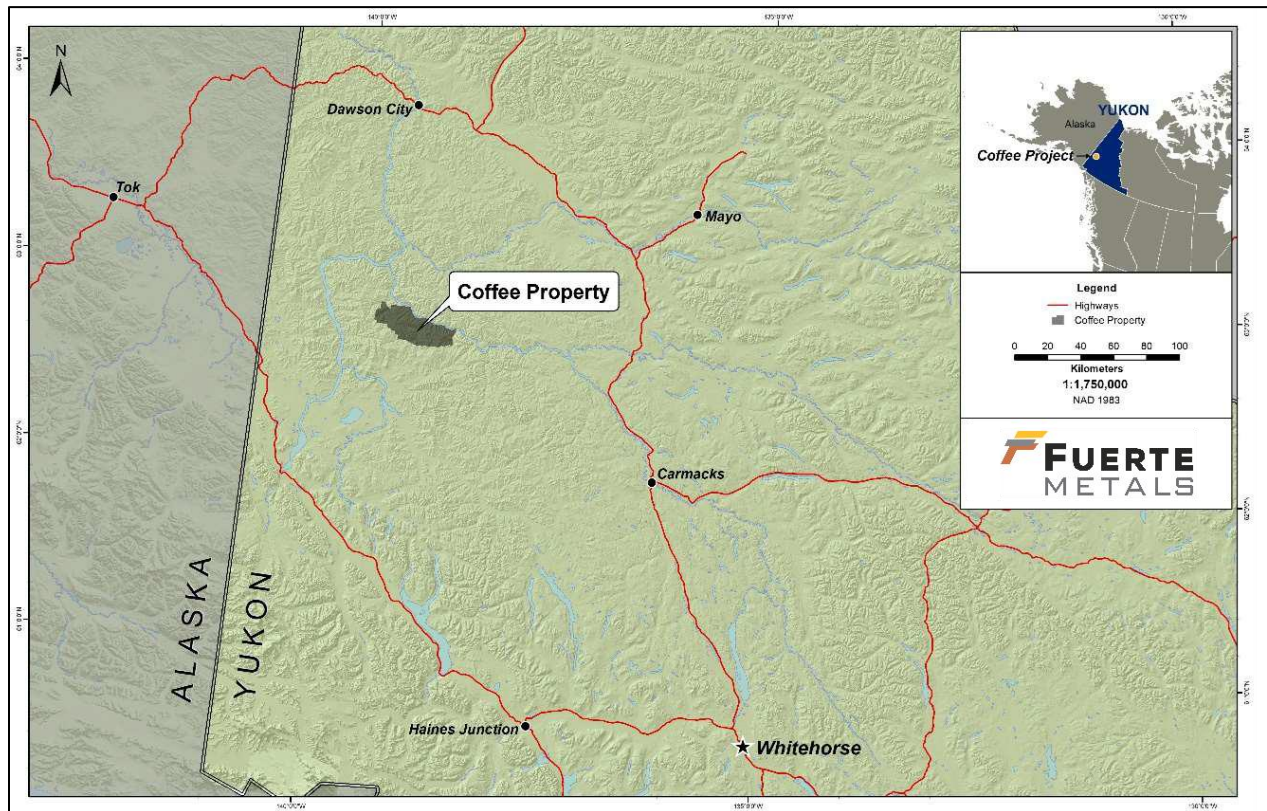 N
Dawson City
Tok
Mayo
Coffee Property
Carmacks
ALASKA
YUKON
Haines Junction
Whitehorse
YUKON
Alaska
Coffee Project
Legend
Highways
Coffee Property
0 20 40 60 80 100
Kilometers
1:1,750,000
NAD 1983
FUERTE
METALS